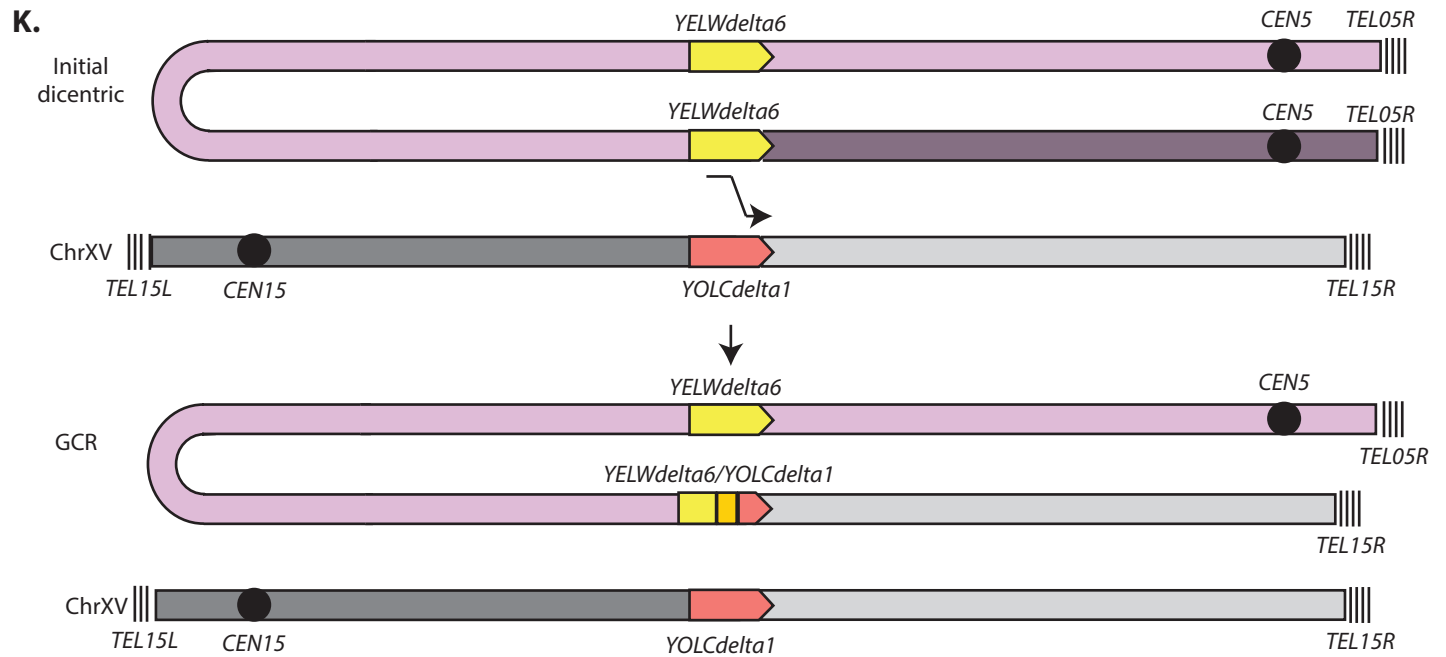 K.
YELWdelta6
CEN5
TEL05R
Initial
dicentric
YELWdelta6
CEN5
TEL05R
ChrXV
TEL15L
CEN15
YOLCdelta1
TEL15R
YELWdelta6
CEN5
GCR
TEL05R
YELWdelta6/YOLCdelta1
TEL15R
ChrXV
TEL15L
CEN15
YOLCdelta1
TEL15R